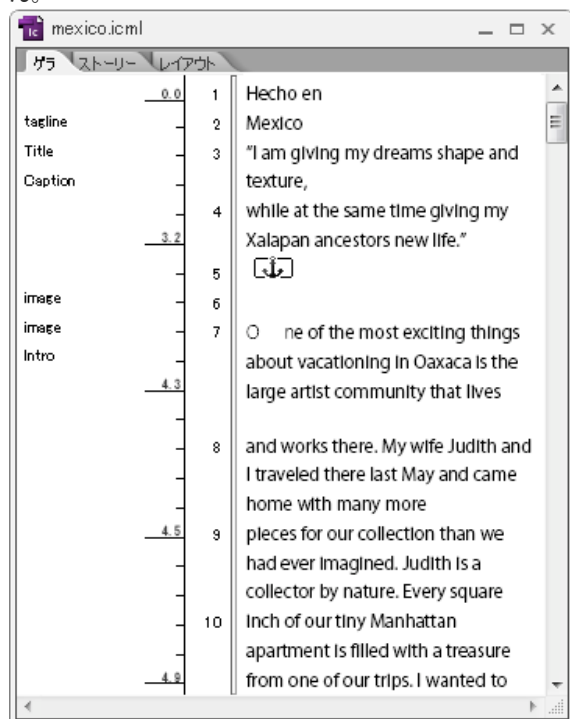 る。
mexico.icml
ゲラ ストーリー レイアウト
0.0 1 Hecho en
tagline 2 Mexico
Title 3 "I am giving my dreams shape and
Caption texture,
4 while at the same time giving my
3.2 Xalapan ancestors new life."
5
image 6
image 7 O ne of the most exciting things
Intro about vacationing in Oaxaca is the
4.3 large artist community that lives
8 and works there. My wife Judith and
I traveled there last May and came
home with many more
4.5 9 pieces for our collection than we
had ever imagined. Judith is a
collector by nature. Every square
10 inch of our tiny Manhattan
apartment is filled with a treasure
4.9 from one of our trips. I wanted to